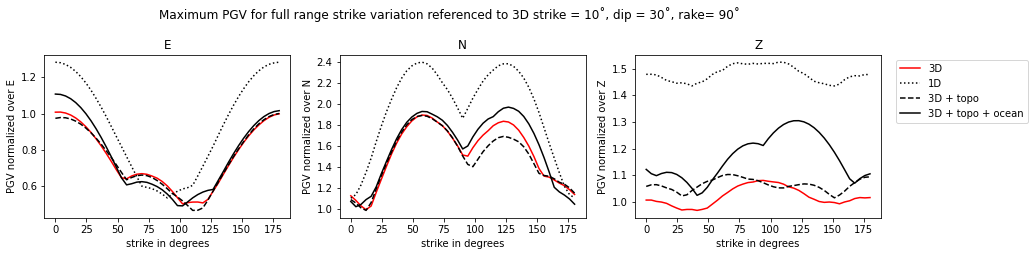 Maximum PGV for full range strike variation referenced to 3D strike = 10˚, dip = 30˚, rake= 90˚
E
PGV normalized over E
1.2
1.0
0.8
0.6
0 25 50 75 100 125 150 175
strike in degrees
N
PGV normalized over N
2.4
2.2
2.0
1.8
1.6
1.4
1.2
1.0
0 25 50 75 100 125 150 175
strike in degrees
Z
PGV normalized over Z
1.5
1.4
1.3
1.2
1.1
1.0
0 25 50 75 100 125 150 175
strike in degrees
3D
1D
3D + topo
3D + topo + ocean